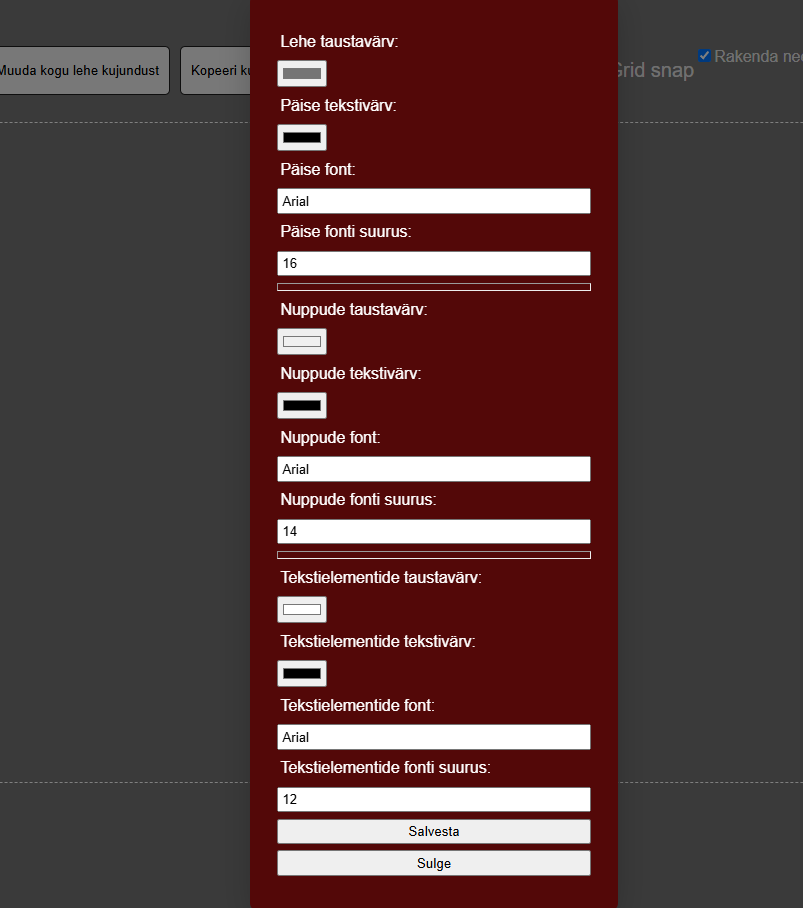 Muuda kogu lehe kujundust
Kopeeri
Grid snap
Rakenda
Lehe taustavärv:
Päise tekstivärv:
Päise font:
Arial
Päise fonti suurus:
16
Nuppude taustavärv:
Nuppude tekstivärv:
Nuppude font:
Arial
Nuppude fonti suurus:
14
Tekstielementide taustavärv:
Tekstielementide tekstivärv:
Tekstielementide font:
Arial
Tekstielementide fonti suurus:
12
Salvesta
Sulge